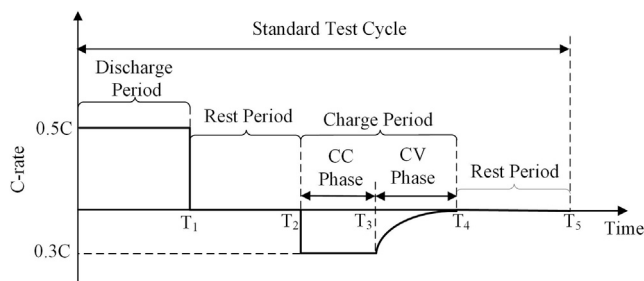 Standard Test Cycle
Discharge
Period
Rest Period
Charge Period
0.5C
CC
Phase
CV
Phase
Rest Period
C-rate
T1
T2
T3
T4
T5
Time
0.3C